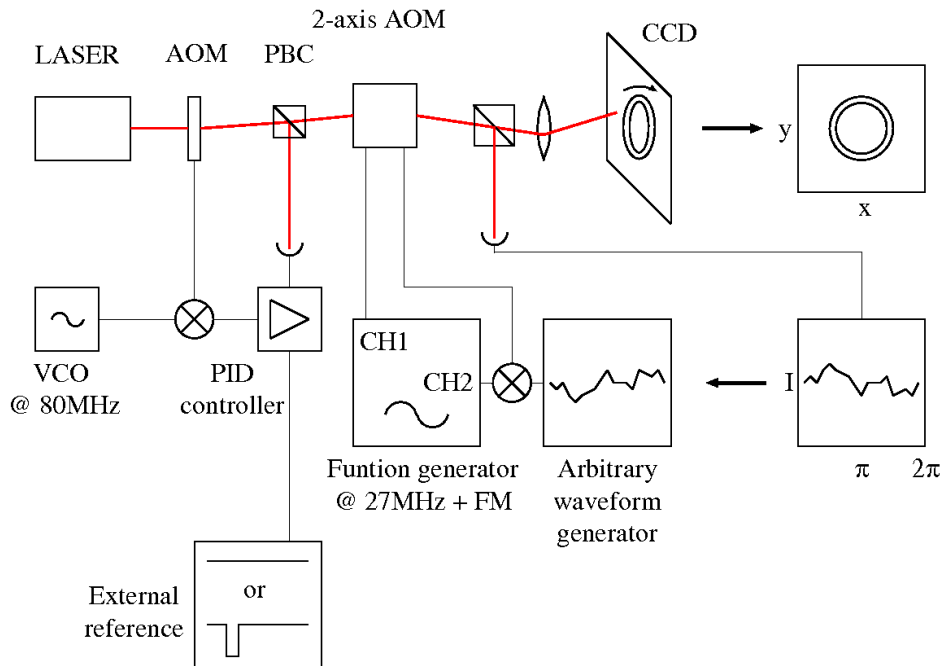 2-axis AOM
CCD
LASER
AOM
PBC
y
x
CH1
CH2
I
VCO
@ 80MHz
PID
controller
Funtion generator
@ 27MHz + FM
Arbitrary
waveform
generator
π
2π
External
reference
or